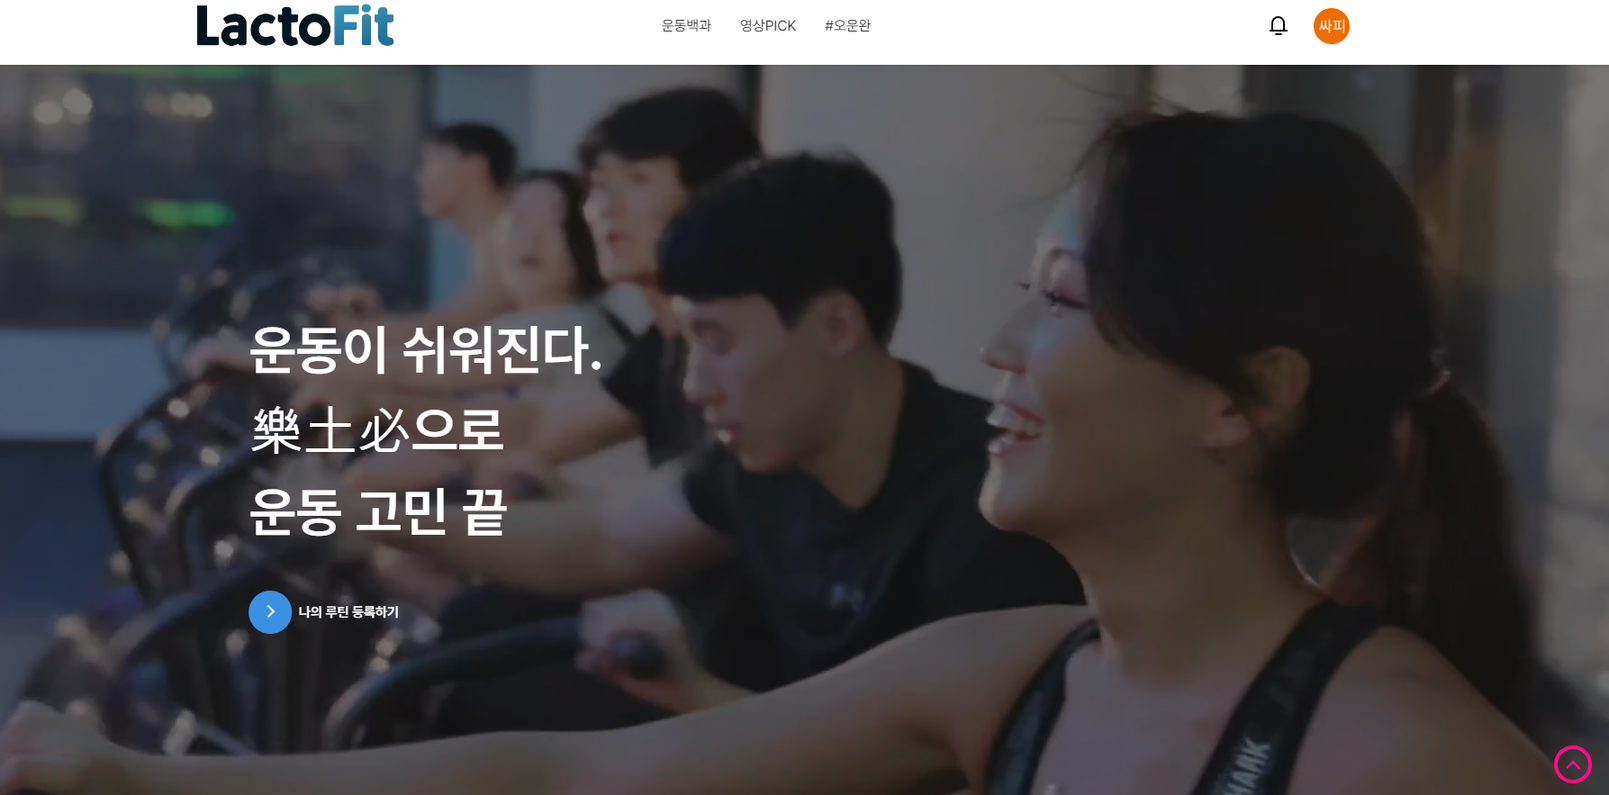 LactoFit
운동백과 영상PICK #오운완
싸피
운동이 쉬워진다.
樂土必으로
운동 고민 끝
나의 루틴 등록하기